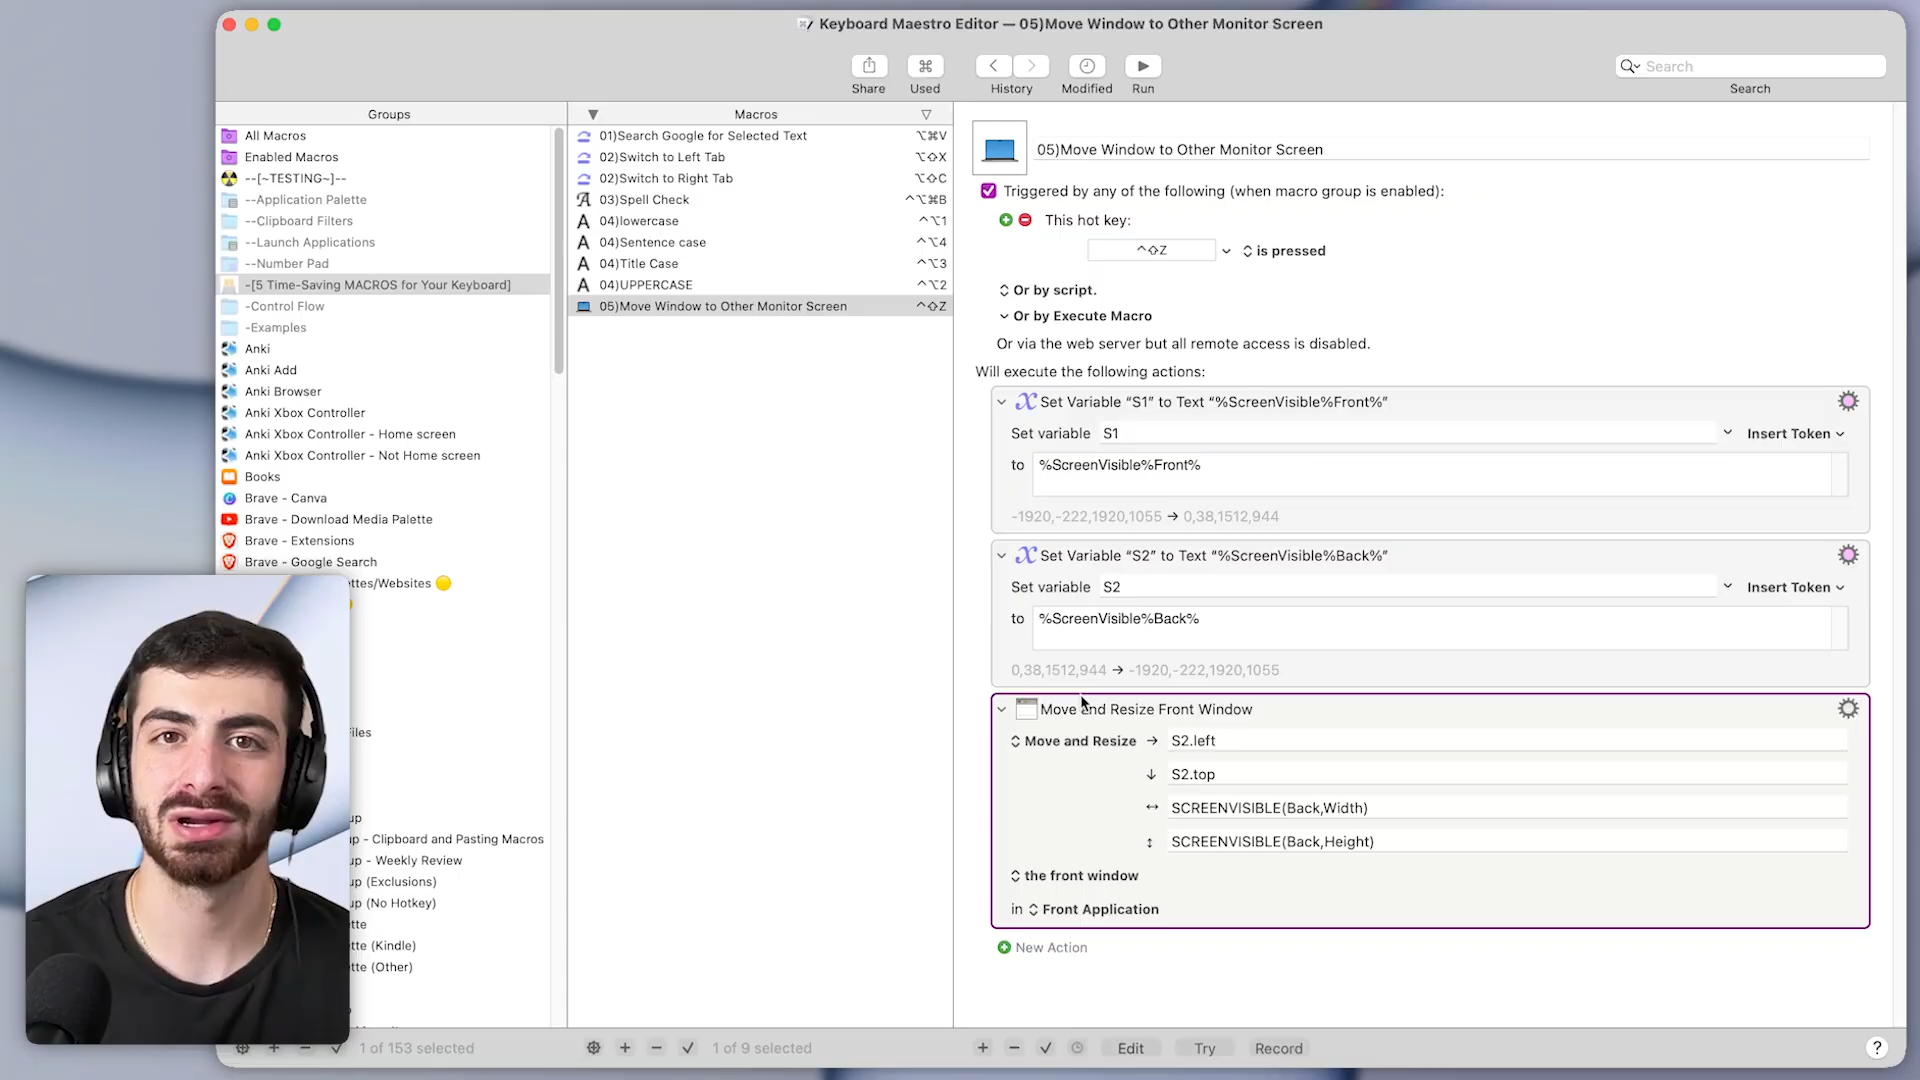 Keyboard Maestro Editor — 05)Move Window to Other Monitor Screen
Share
Used
History
Modified
Run
Search
Search
Groups
All Macros
Enabled Macros
--[~TESTING~]--
--Application Palette
--Clipboard Filters
--Launch Applications
--Number Pad
-[5 Time-Saving MACROS for Your Keyboard]
-Control Flow
-Examples
Anki
Anki Add
Anki Browser
Anki Xbox Controller
Anki Xbox Controller - Home screen
Anki Xbox Controller - Not Home screen
Books
Brave - Canva
Brave - Download Media Palette
Brave - Extensions
Brave - Google Search
ettes/Websites
iles
up
up - Clipboard and Pasting Macros
up - Weekly Review
up (Exclusions)
up (No Hotkey)
tte
tte (Kindle)
tte (Other)
1 of 153 selected
Macros
01)Search Google for Selected Text ⌥⌘V
02)Switch to Left Tab ⌥⇧X
02)Switch to Right Tab ⌥⇧C
03)Spell Check ^⌥⌘B
04)lowercase ^⌥1
04)Sentence case ^⌥4
04)Title Case ^⌥3
04)UPPERCASE ^⌥2
05)Move Window to Other Monitor Screen ^⇧Z
1 of 9 selected
05)Move Window to Other Monitor Screen
Triggered by any of the following (when macro group is enabled):
This hot key:
^⇧Z is pressed
Or by script.
Or by Execute Macro
Or via the web server but all remote access is disabled.
Will execute the following actions:
Set Variable “S1” to Text “%ScreenVisible%Front%”
Set variable S1 Insert Token
to %ScreenVisible%Front%
-1920,-222,1920,1055 → 0,38,1512,944
Set Variable “S2” to Text “%ScreenVisible%Back%”
Set variable S2 Insert Token
to %ScreenVisible%Back%
0,38,1512,944 → -1920,-222,1920,1055
Move and Resize Front Window
Move and Resize → S2.left
↓ S2.top
↔ SCREENVISIBLE(Back,Width)
↕ SCREENVISIBLE(Back,Height)
the front window
in Front Application
New Action
Edit
Try
Record
?